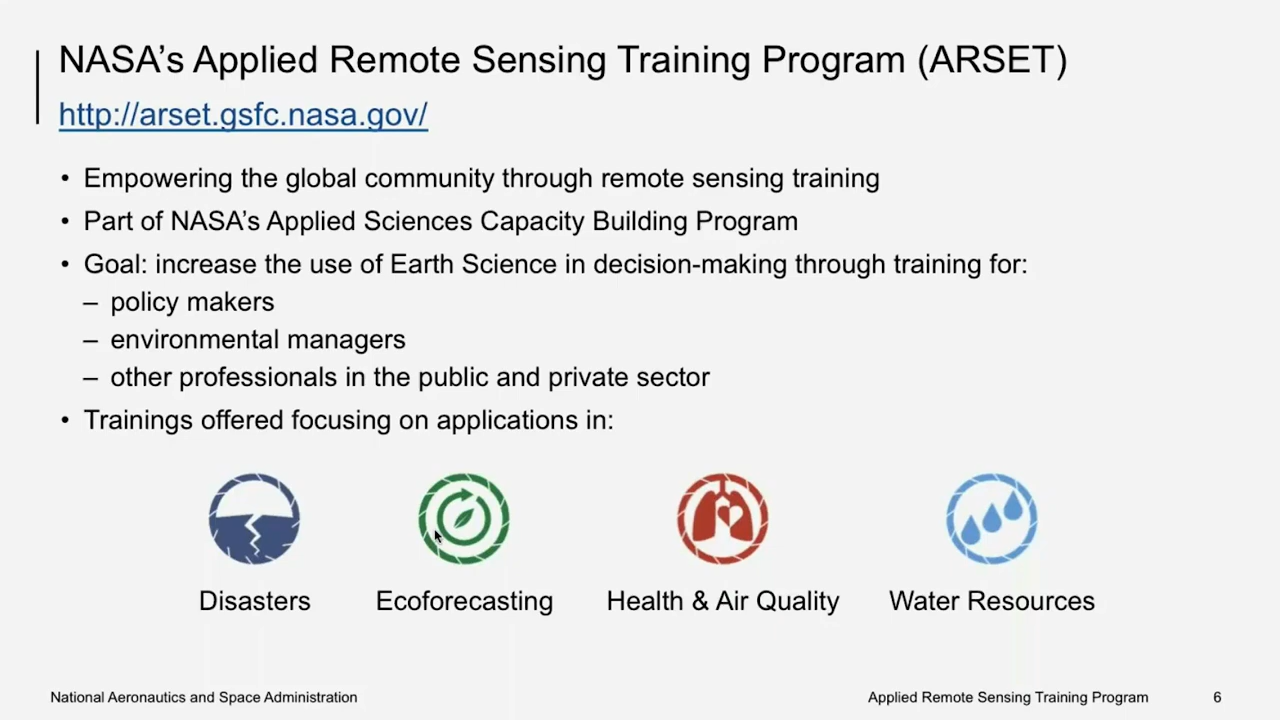 NASA’s Applied Remote Sensing Training Program (ARSET)
http://arset.gsfc.nasa.gov/
• Empowering the global community through remote sensing training
• Part of NASA’s Applied Sciences Capacity Building Program
• Goal: increase the use of Earth Science in decision-making through training for:
– policy makers
– environmental managers
– other professionals in the public and private sector
• Trainings offered focusing on applications in:
Disasters
Ecoforecasting
Health & Air Quality
Water Resources
National Aeronautics and Space Administration
Applied Remote Sensing Training Program
6